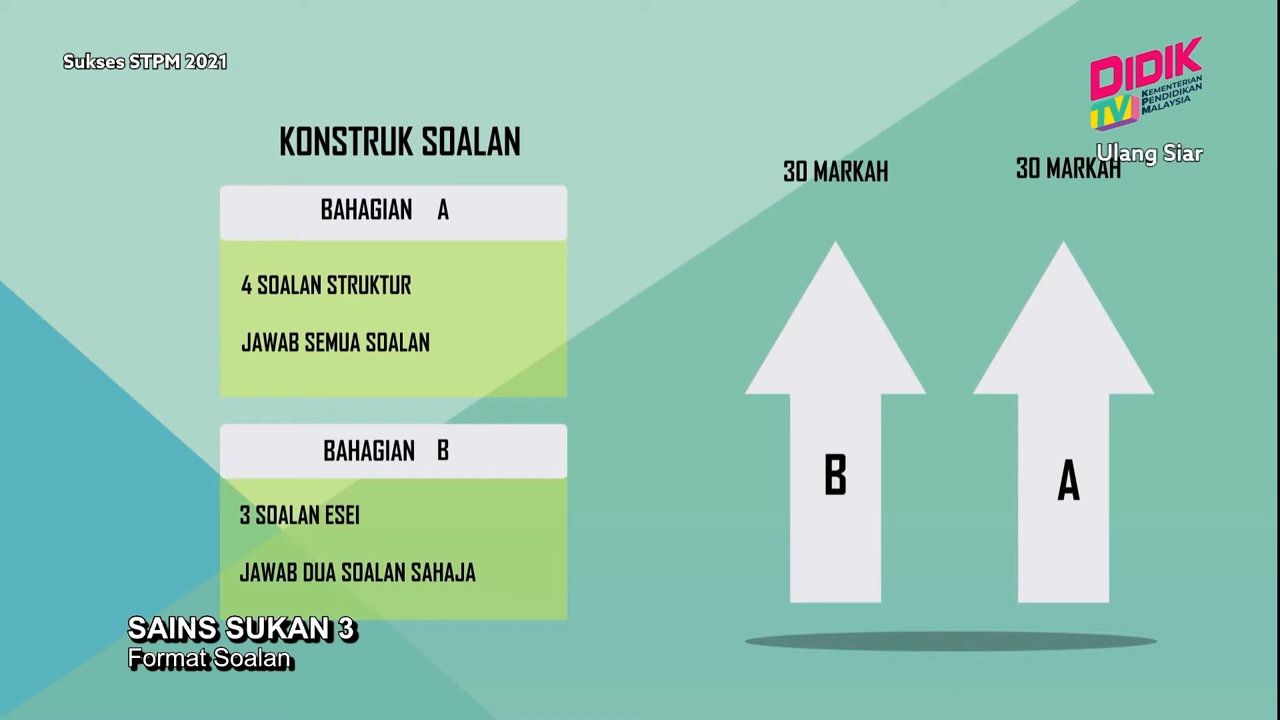 Sukses STPM 2021
DIDIK
TV
KEMENTERIAN
PENDIDIKAN
MALAYSIA
Ulang Siar
KONSTRUK SOALAN
BAHAGIAN A
4 SOALAN STRUKTUR
JAWAB SEMUA SOALAN
BAHAGIAN B
3 SOALAN ESEI
JAWAB DUA SOALAN SAHAJA
30 MARKAH
30 MARKAH
B
A
SAINS SUKAN 3
Format Soalan